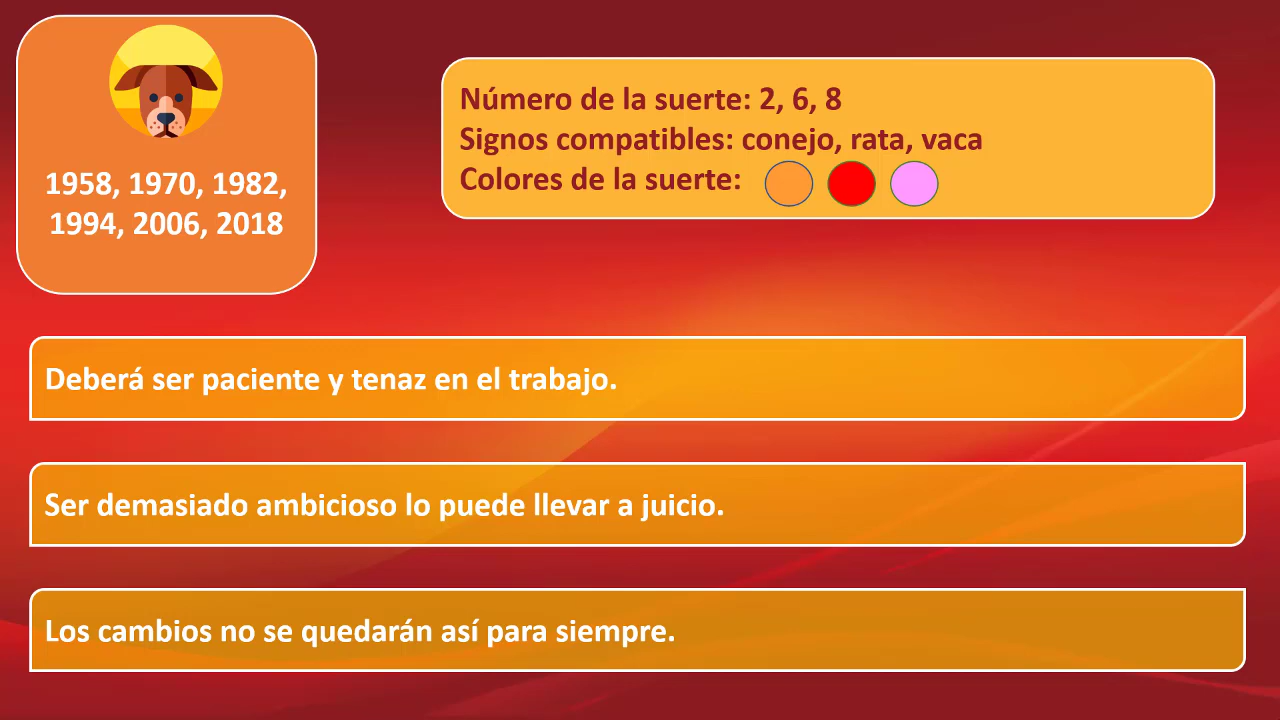 1958, 1970, 1982,
1994, 2006, 2018
Número de la suerte: 2, 6, 8
Signos compatibles: conejo, rata, vaca
Colores de la suerte:
Deberá ser paciente y tenaz en el trabajo.
Ser demasiado ambicioso lo puede llevar a juicio.
Los cambios no se quedarán así para siempre.